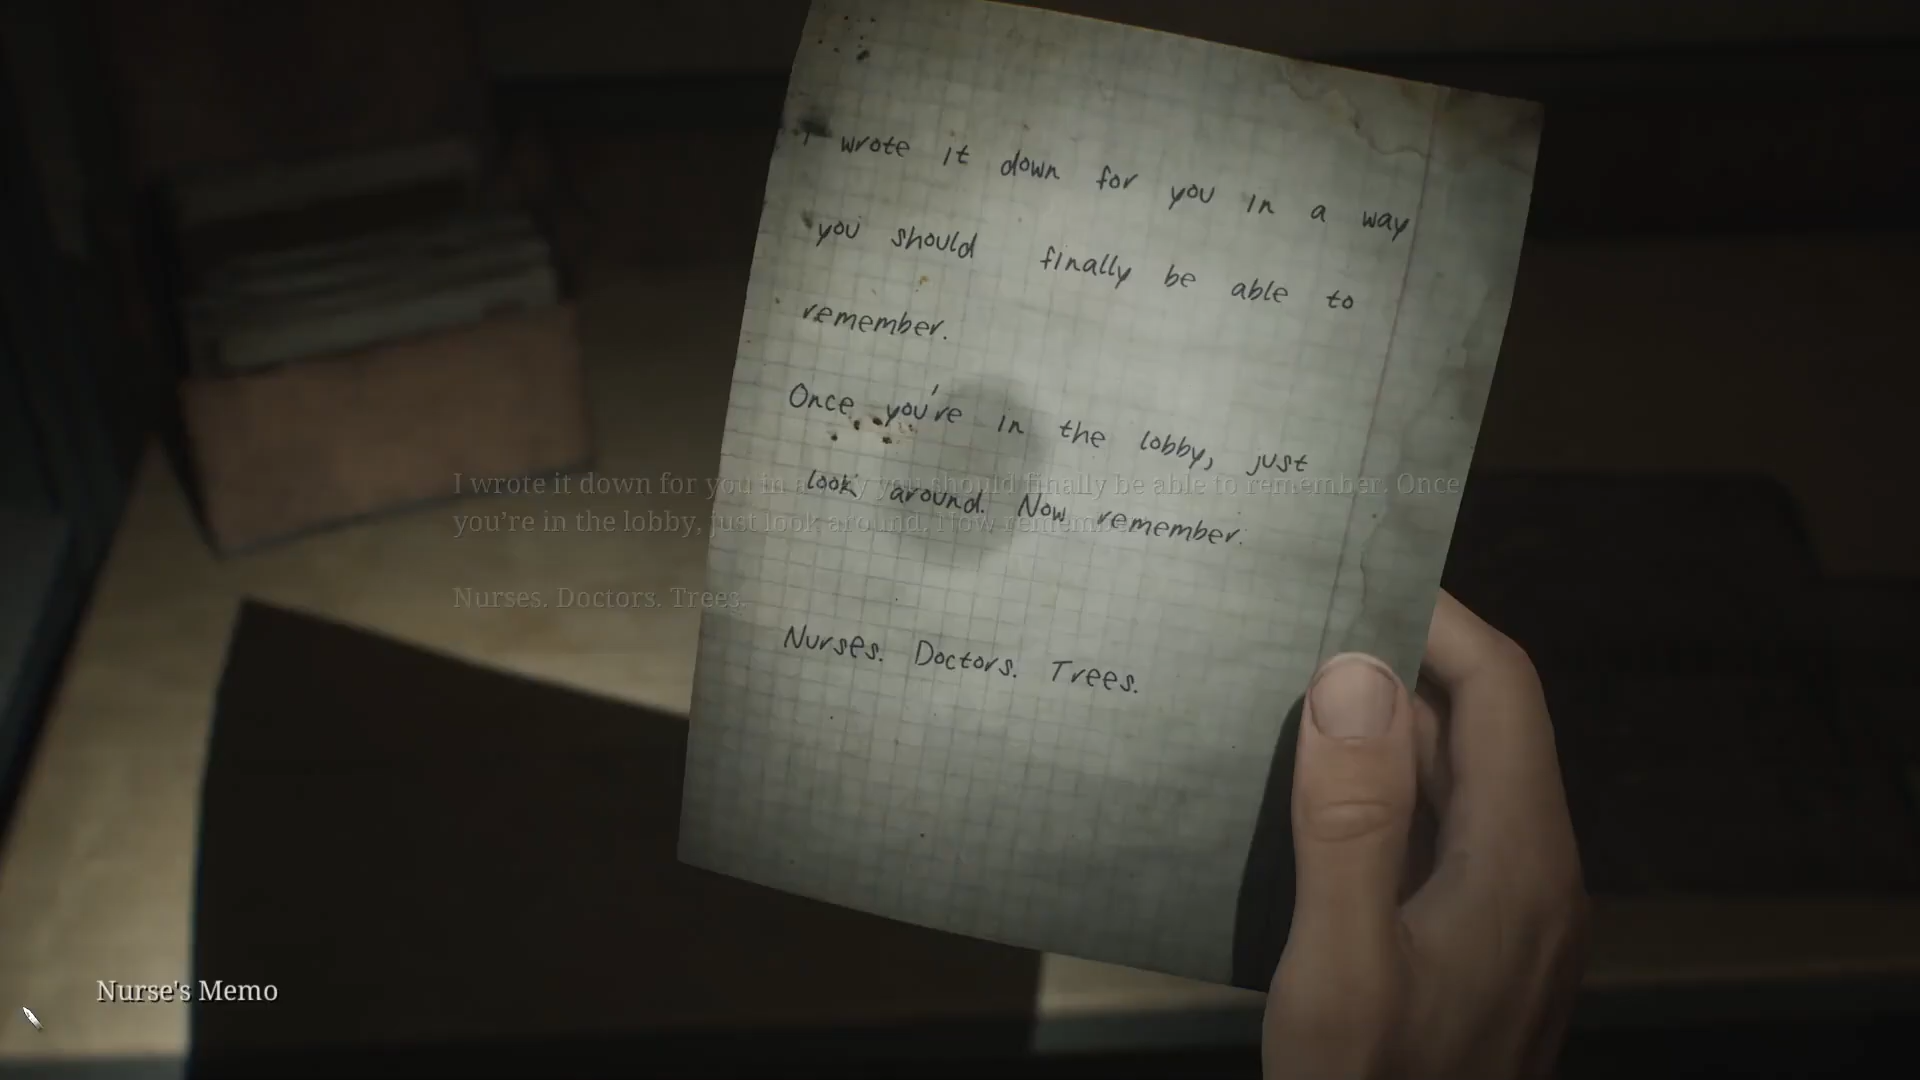 I wrote it down for you in a way
you should finally be able to
remember.
Once you're in the lobby, just
look around. Now remember.
Nurses. Doctors. Trees.
I wrote it down for you in a way you should finally be able to remember. Once
you’re in the lobby, just look around. Now remember.
Nurses. Doctors. Trees.
Nurse's Memo